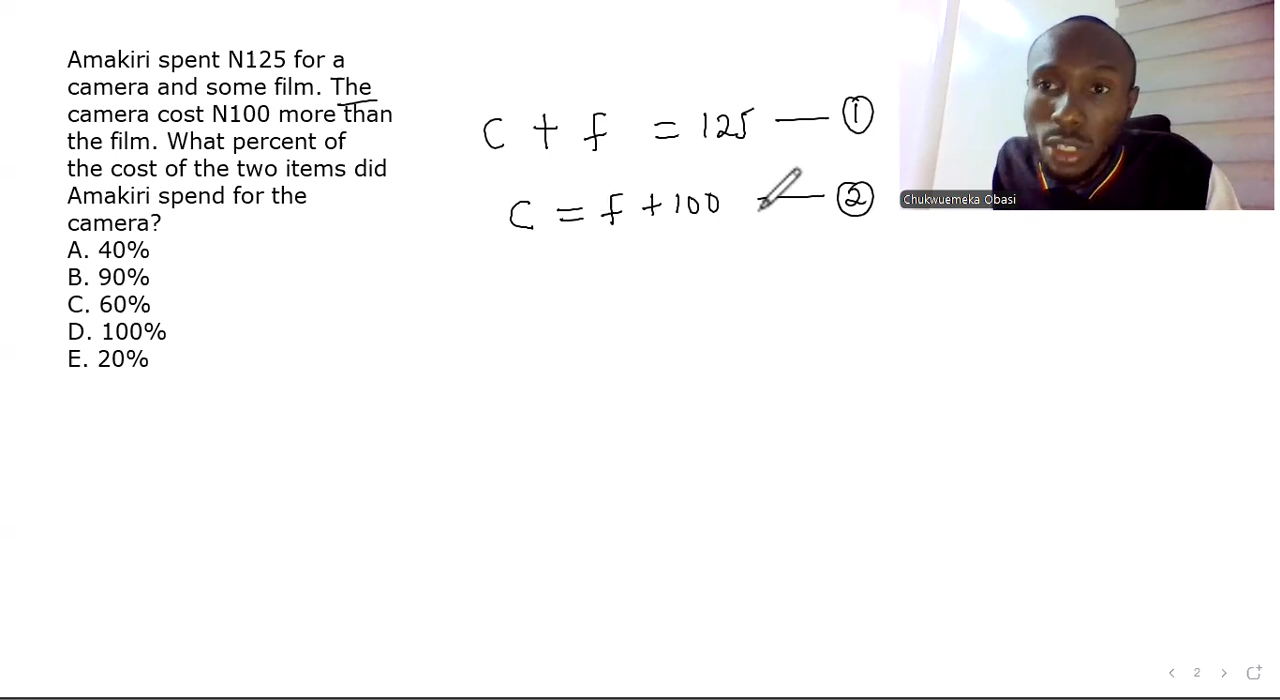 Amakiri spent N125 for a
camera and some film. The
camera cost N100 more than
the film. What percent of
the cost of the two items did
Amakiri spend for the
camera?
A. 40%
B. 90%
C. 60%
D. 100%
E. 20%
C + f = 125 — ①
C = f + 100 — ②
Chukwuemeka Obasi
2